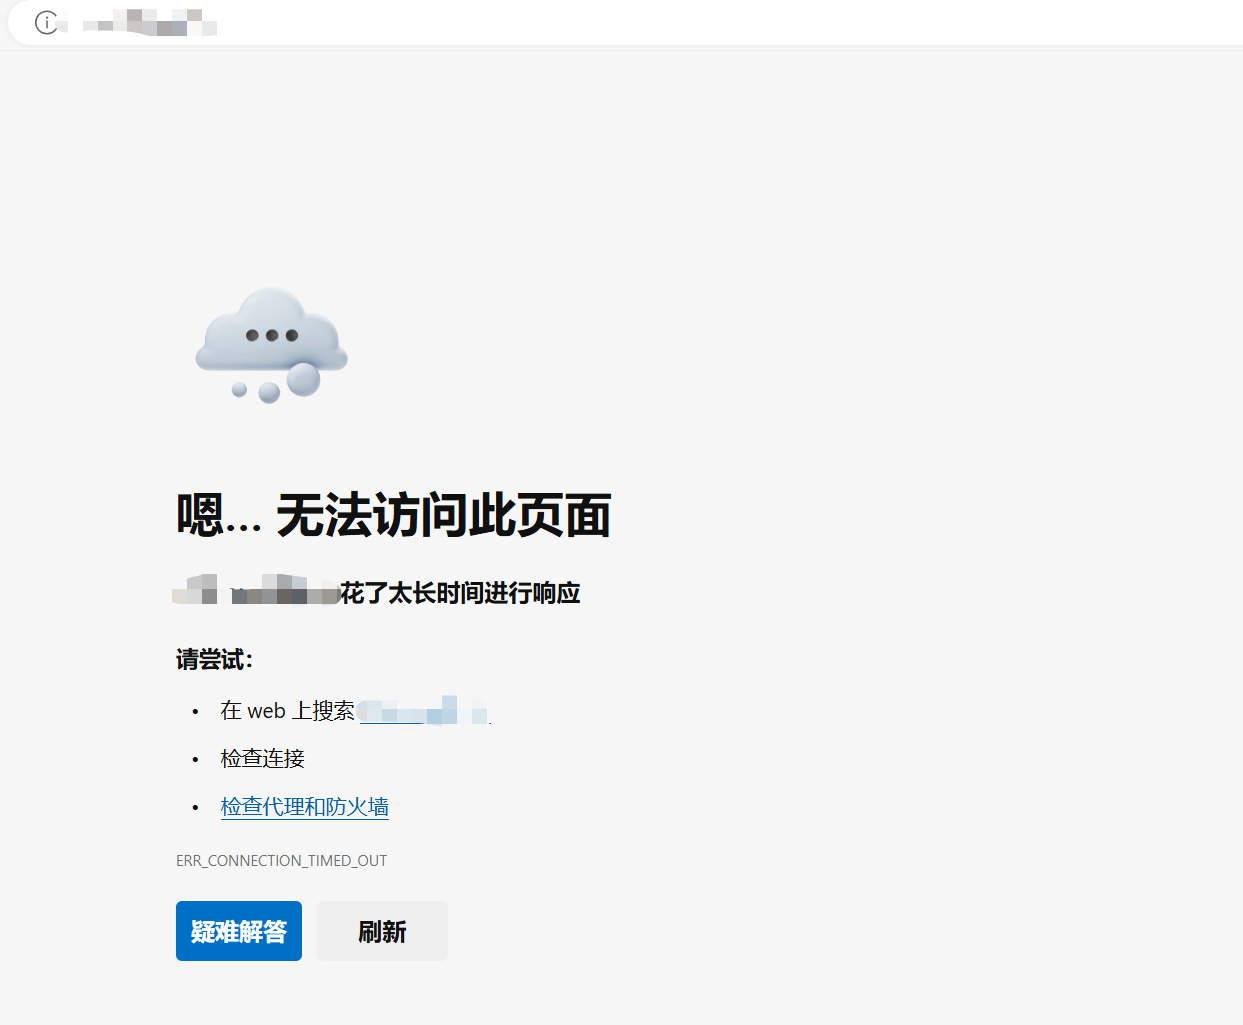 嗯… 无法访问此页面
花了太长时间进行响应
请尝试：
• 在 web 上搜索
• 检查连接
• 检查代理和防火墙
ERR_CONNECTION_TIMED_OUT
疑难解答 刷新